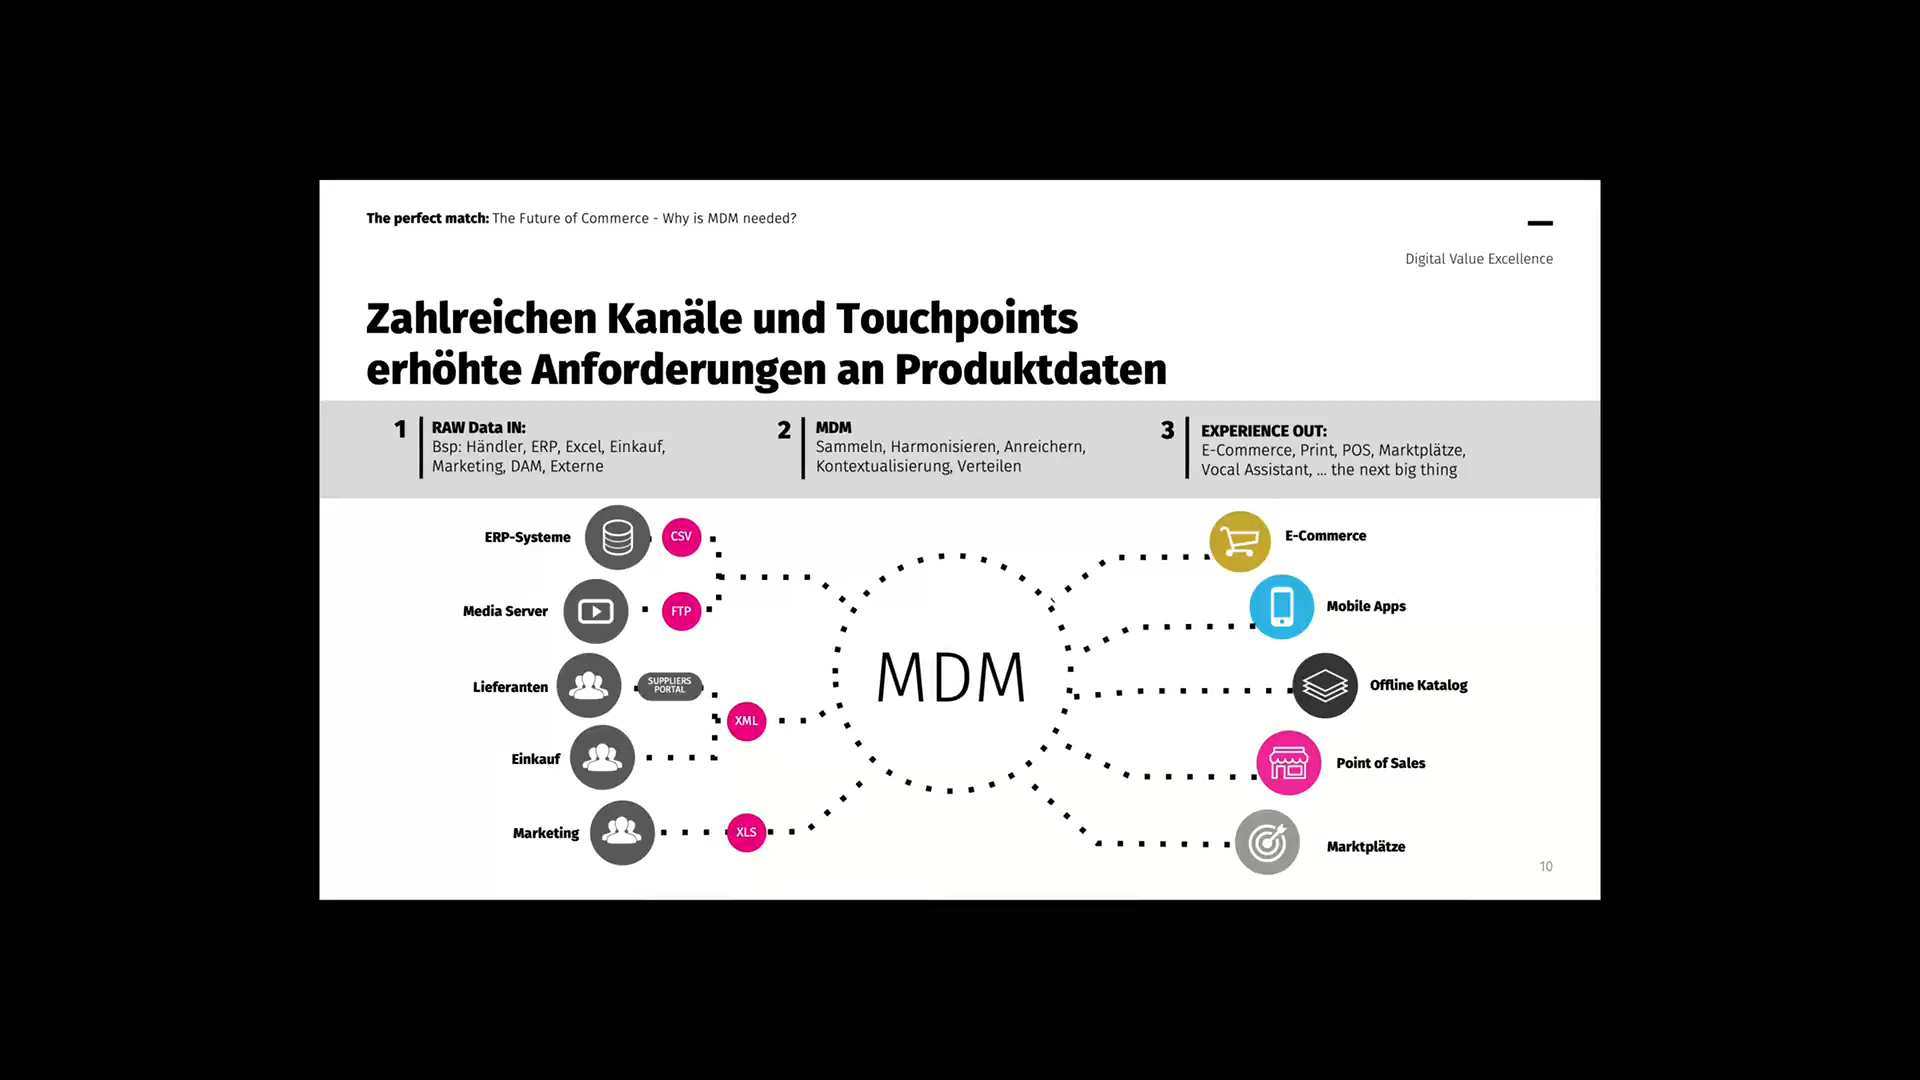 The perfect match: The Future of Commerce - Why is MDM needed?
Digital Value Excellence
Zahlreichen Kanäle und Touchpoints
erhöhte Anforderungen an Produktdaten
1
RAW Data IN:
Bsp: Händler, ERP, Excel, Einkauf,
Marketing, DAM, Externe
2
MDM
Sammeln, Harmonisieren, Anreichern,
Kontextualisierung, Verteilen
3
EXPERIENCE OUT:
E-Commerce, Print, POS, Marktplätze,
Vocal Assistant, ... the next big thing
ERP-Systeme
CSV
Media Server
FTP
Lieferanten
SUPPLIERS
PORTAL
XML
Einkauf
Marketing
XLS
MDM
E-Commerce
Mobile Apps
Offline Katalog
Point of Sales
Marktplätze
10